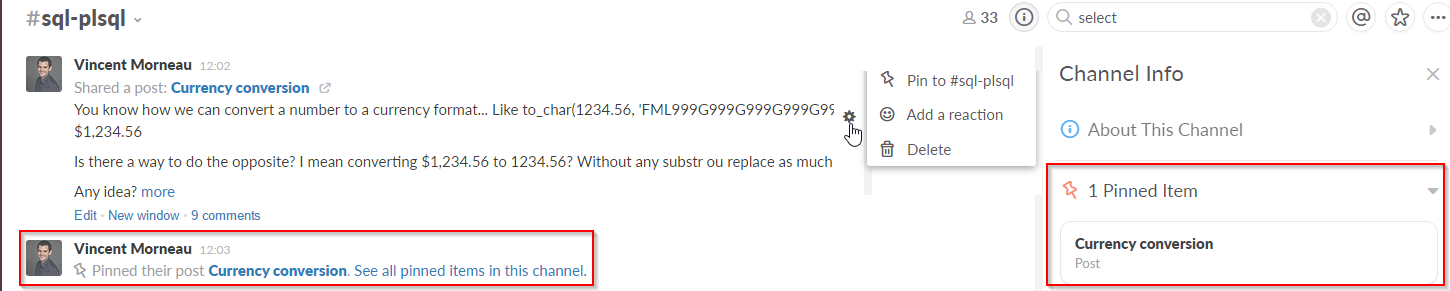 #sql-plsql
33
select
Vincent Morneau 12:02
Shared a post: Currency conversion
You know how we can convert a number to a currency format... Like to_char(1234.56, 'FML999G999G999G999G99
$1,234.56
Is there a way to do the opposite? I mean converting $1,234.56 to 1234.56? Without any substr ou replace as much
Any idea? more
Edit · New window · 9 comments
Vincent Morneau 12:03
Pinned their post Currency conversion. See all pinned items in this channel.
Pin to #sql-plsql
Add a reaction
Delete
Channel Info
About This Channel
1 Pinned Item
Currency conversion
Post